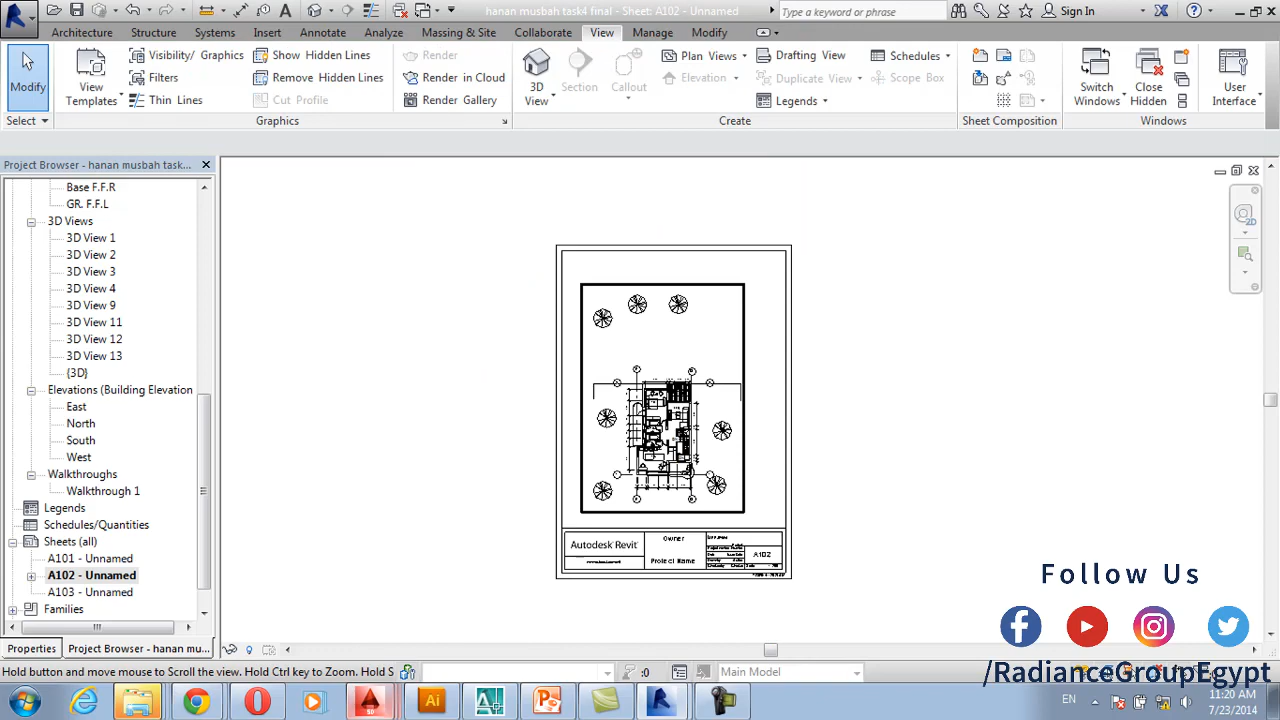 hanan musbah task4 final - Sheet: A102 - Unnamed
Type a keyword or phrase
Sign In
Architecture Structure Systems Insert Annotate Analyze Massing & Site Collaborate View Manage Modify
Modify
Select
View Templates
Visibility/ Graphics
Filters
Thin Lines
Show Hidden Lines
Remove Hidden Lines
Cut Profile
Render
Render in Cloud
Render Gallery
Graphics
3D View
Section
Callout
Plan Views
Elevation
Drafting View
Duplicate View
Legends
Schedules
Scope Box
Create
Sheet Composition
Switch Windows
Close Hidden
Windows
User Interface
Project Browser - hanan musbah task...
Base F.F.R
GR. F.F.L
3D Views
3D View 1
3D View 2
3D View 3
3D View 4
3D View 9
3D View 11
3D View 12
3D View 13
{3D}
Elevations (Building Elevation
East
North
South
West
Walkthroughs
Walkthrough 1
Legends
Schedules/Quantities
Sheets (all)
A101 - Unnamed
A102 - Unnamed
A103 - Unnamed
Families
Properties
Project Browser - hanan mu...
2D
Autodesk Revit
Owner
Project Name
A102
Follow Us
/RadianceGroupEgypt
Hold button and move mouse to Scroll the view. Hold Ctrl key to Zoom. Hold S
:0
Main Model
Ai
EN
11:20 AM
7/23/2014